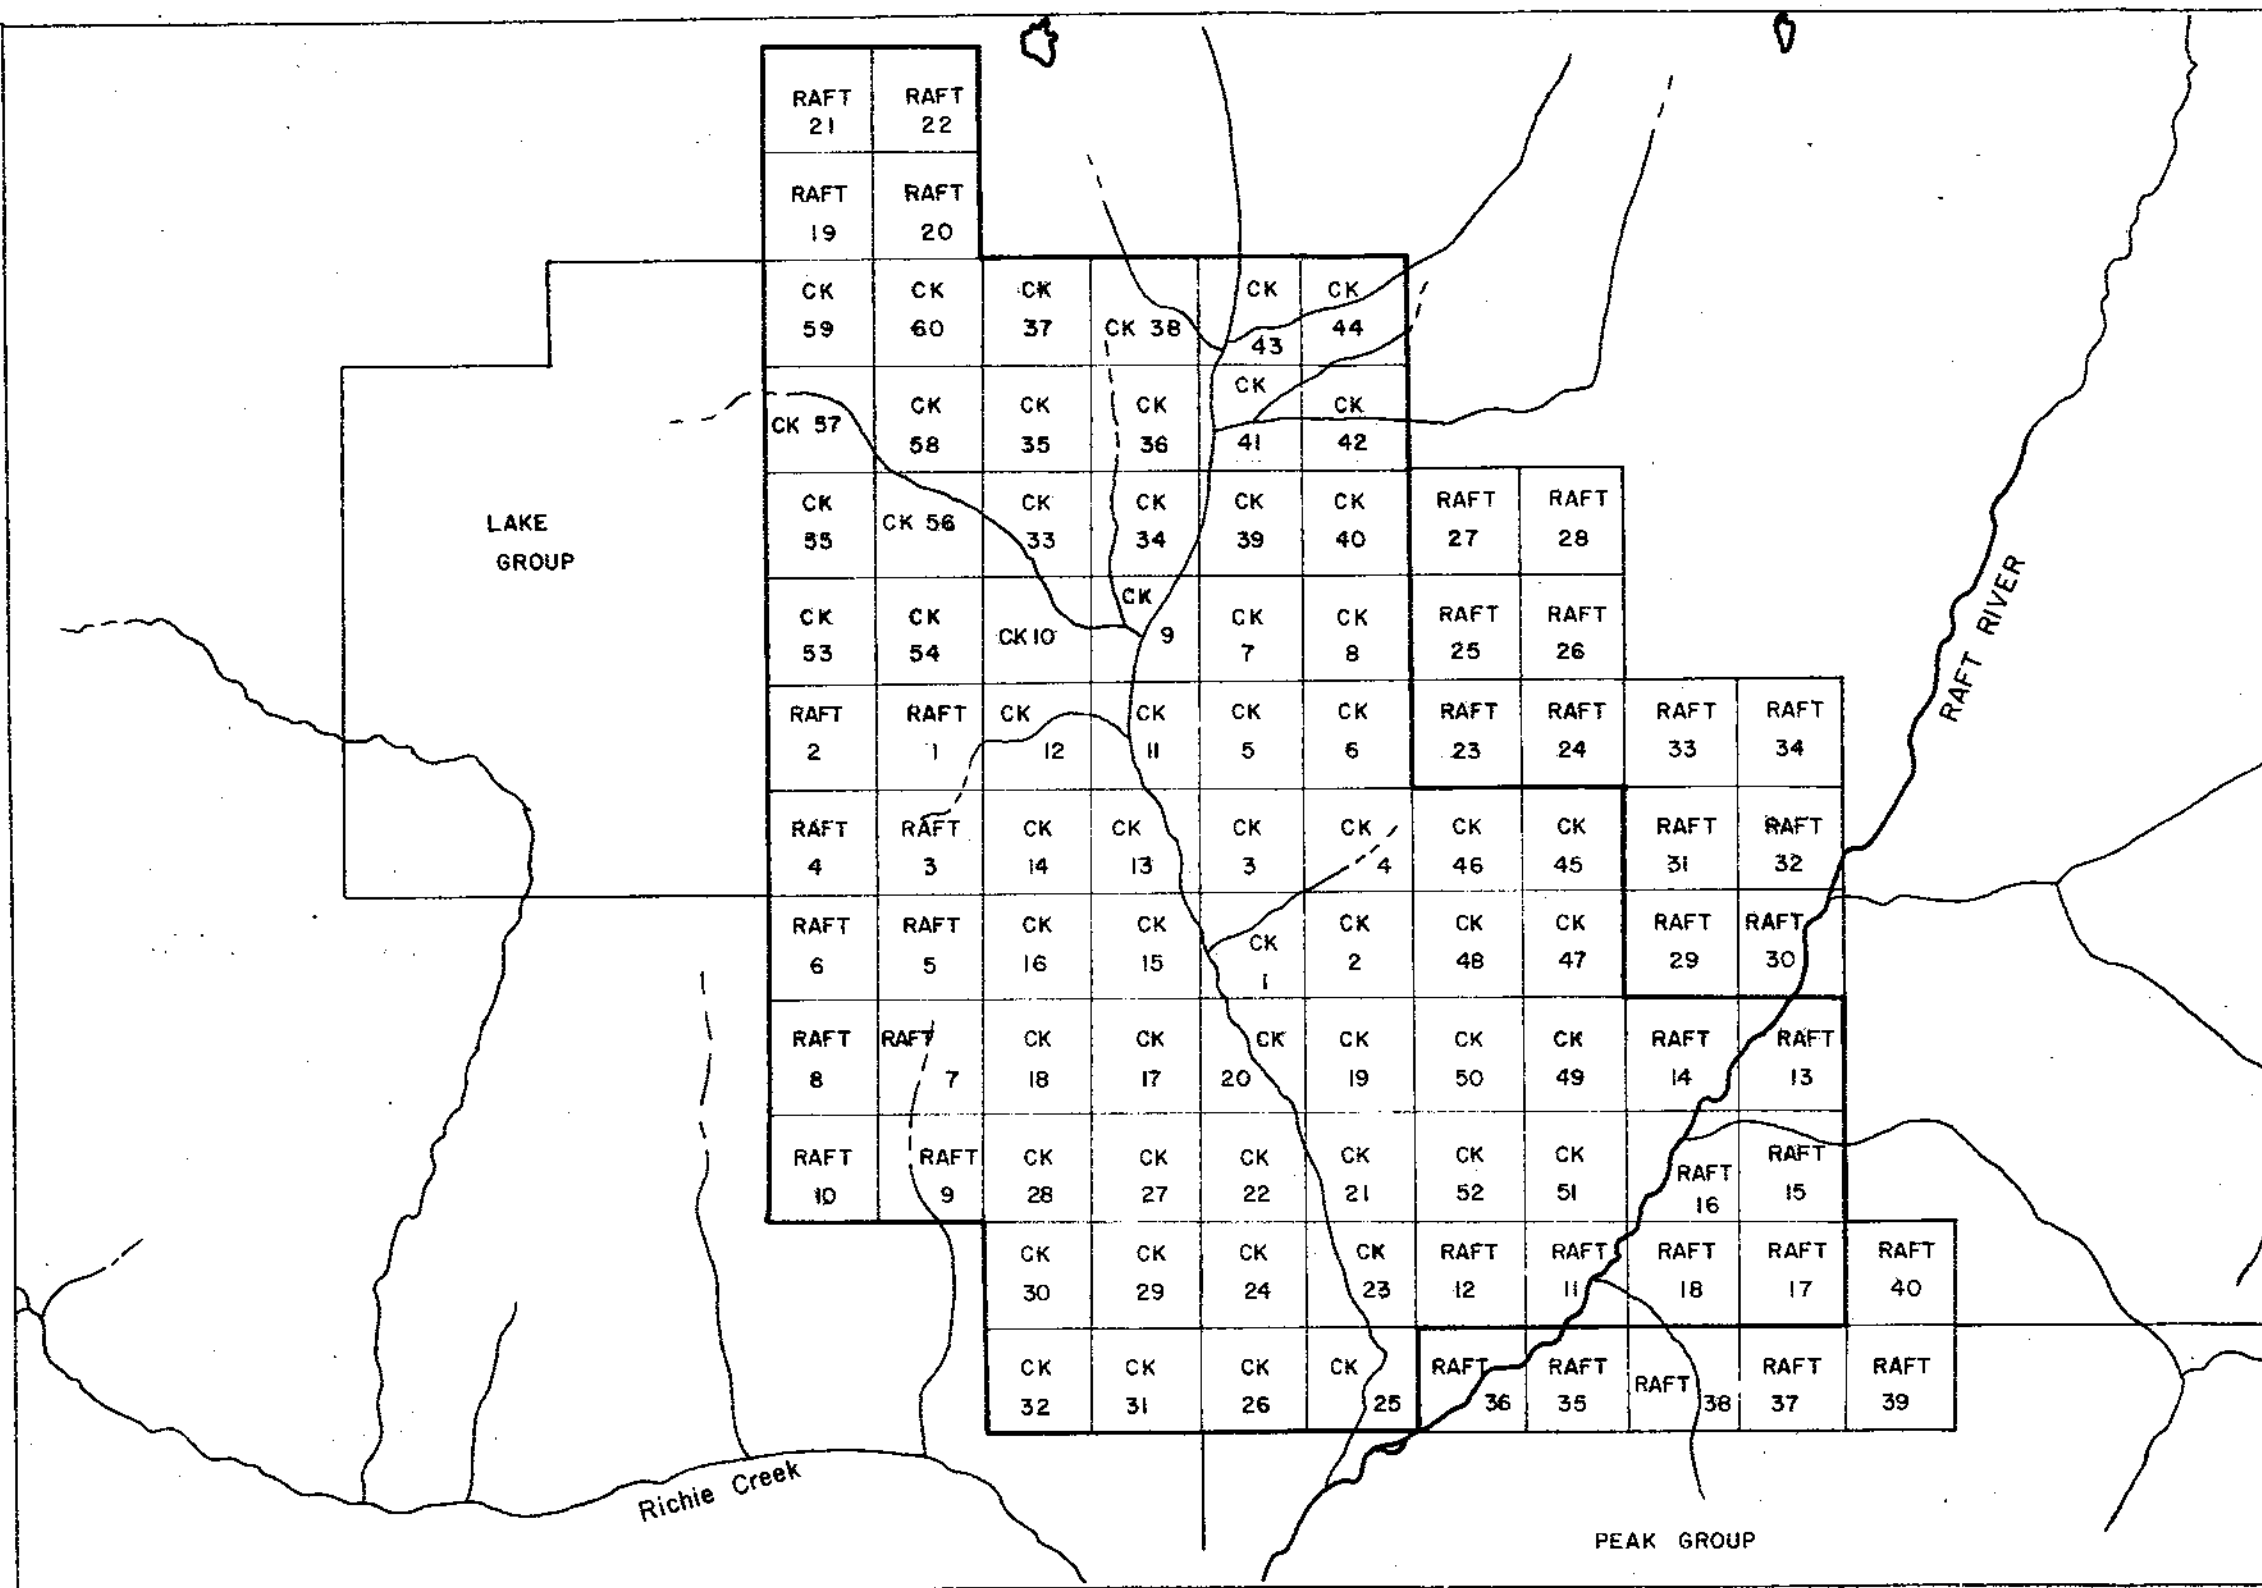 RAFT RAFT
21 22
RAFT RAFT
19 20
CK CK CK CK CK
59 60 37 CK 38 43 44
CK CK CK CK CK
CK 57 58 35 36 41 42
CK CK CK CK CK RAFT RAFT
55 CK 56 33 34 39 40 27 28
LAKE
GROUP
CK CK CK CK CK RAFT RAFT
53 54 CK 10 9 7 8 25 26
RAFT RAFT CK CK CK CK RAFT RAFT RAFT RAFT
2 1 12 11 5 6 23 24 33 34
RAFT RIVER
RAFT RAFT CK CK CK CK CK CK RAFT RAFT
4 3 14 13 3 4 46 45 31 32
RAFT RAFT CK CK CK CK CK CK RAFT RAFT
6 5 16 15 1 2 48 47 29 30
RAFT RAFT CK CK CK CK CK CK RAFT RAFT
8 7 18 17 20 19 50 49 14 13
RAFT RAFT CK CK CK CK CK CK RAFT RAFT
10 9 28 27 22 21 52 51 16 15
CK CK CK CK RAFT RAFT RAFT RAFT RAFT
30 29 24 23 12 11 18 17 40
CK CK CK CK RAFT RAFT RAFT RAFT RAFT
32 31 26 25 36 35 38 37 39
Richie Creek
PEAK GROUP